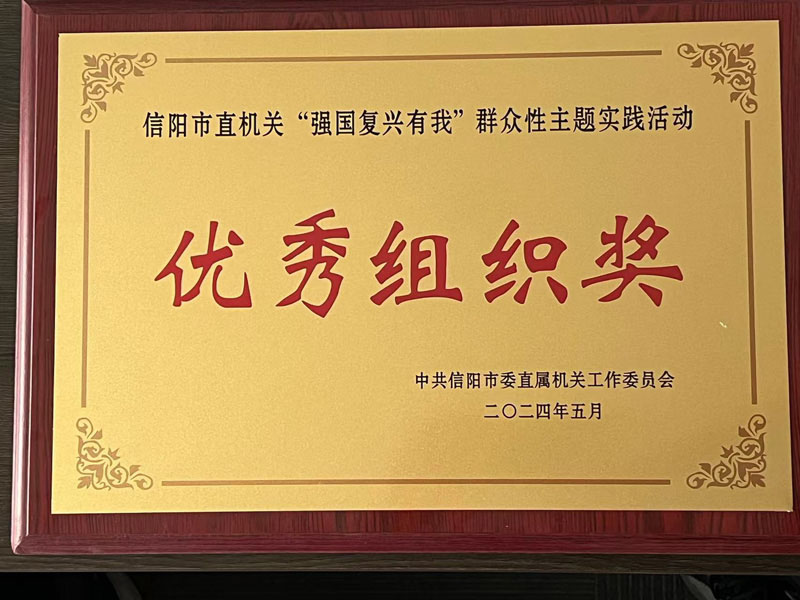 信阳市直机关“强国复兴有我”群众性主题实践活动
优秀组织奖
中共信阳市委直属机关工作委员会
二〇二四年五月